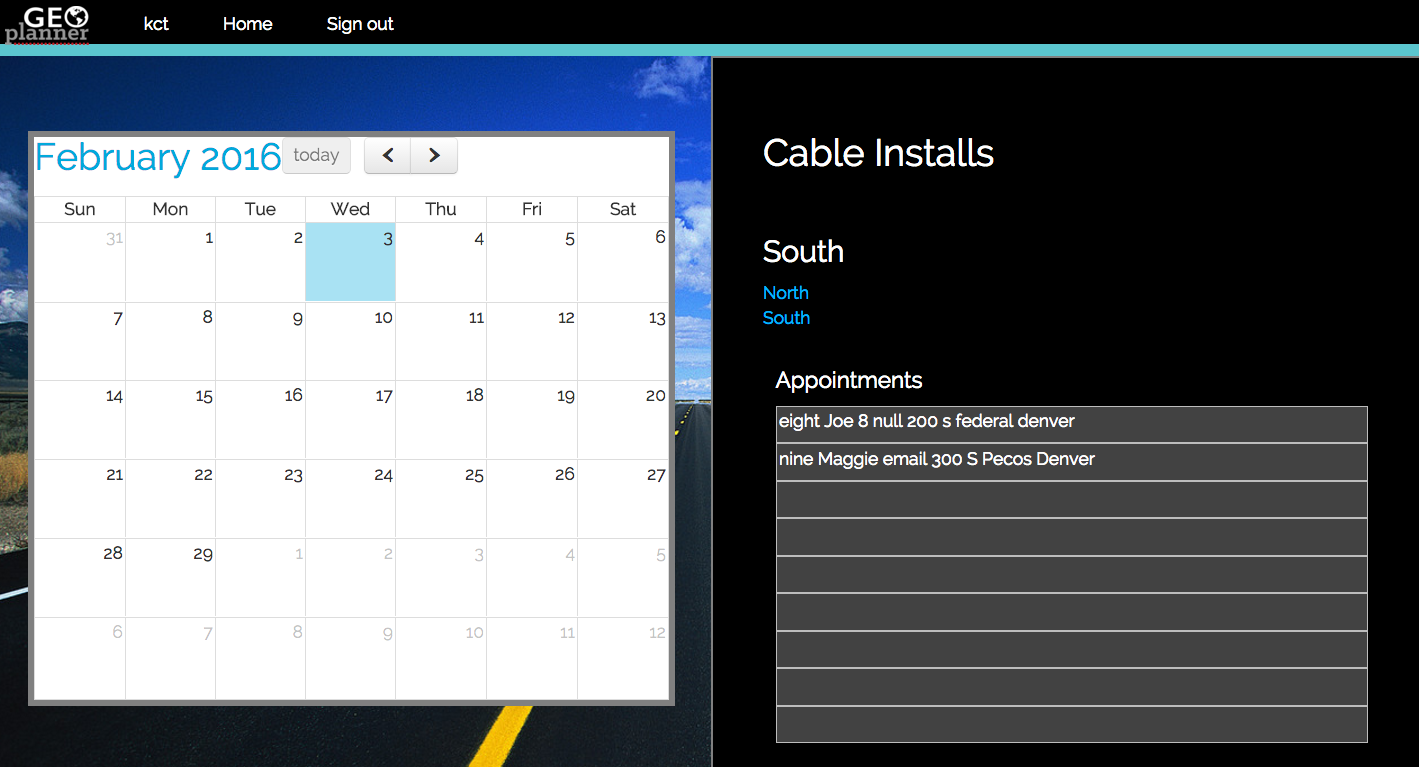 GEO
planner
kct Home Sign out
February 2016 today
Sun Mon Tue Wed Thu Fri Sat
31 1 2 3 4 5 6
7 8 9 10 11 12 13
14 15 16 17 18 19 20
21 22 23 24 25 26 27
28 29 1 2 3 4 5
6 7 8 9 10 11 12
Cable Installs
South
North
South
Appointments
eight Joe 8 null 200 s federal denver
nine Maggie email 300 S Pecos Denver